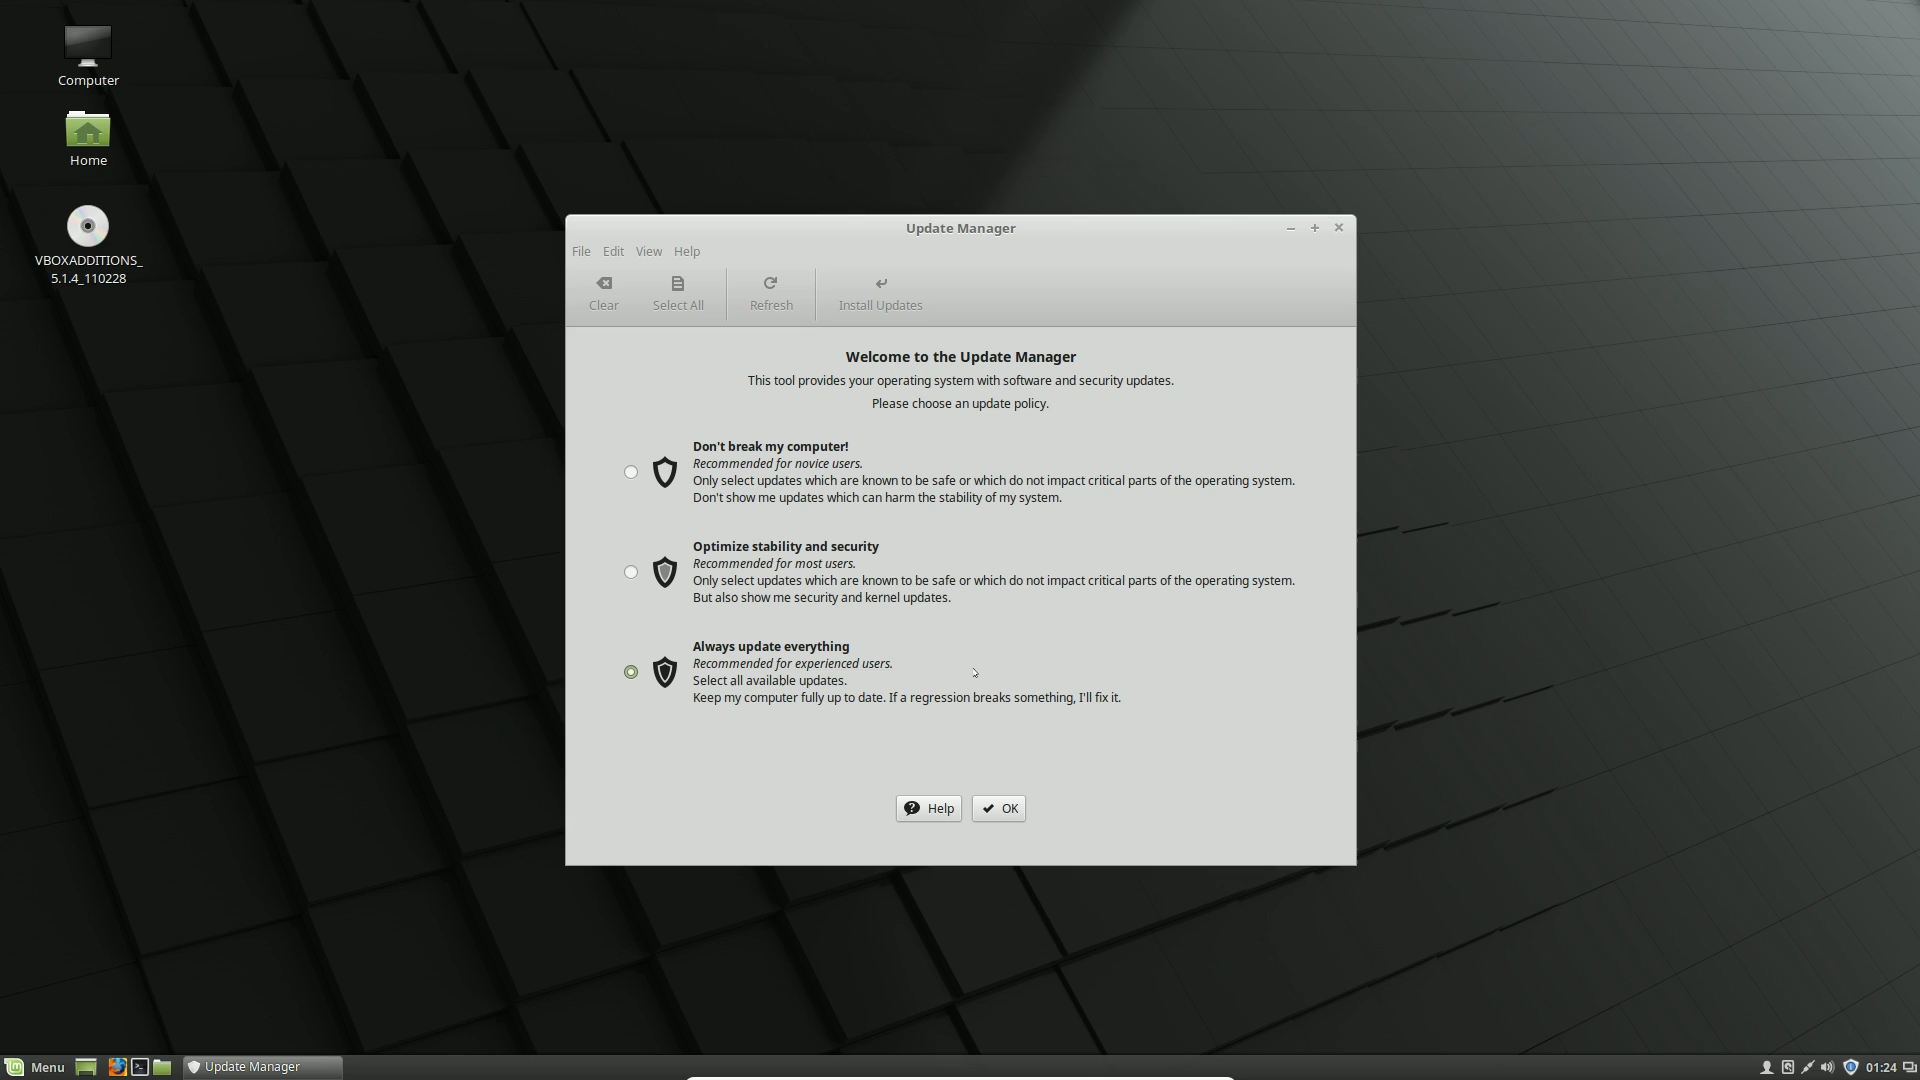 Computer
Home
VBOXADDITIONS_
5.1.4_110228
Update Manager
File Edit View Help
Clear Select All Refresh Install Updates
Welcome to the Update Manager
This tool provides your operating system with software and security updates.
Please choose an update policy.
Don't break my computer!
Recommended for novice users.
Only select updates which are known to be safe or which do not impact critical parts of the operating system.
Don't show me updates which can harm the stability of my system.
Optimize stability and security
Recommended for most users.
Only select updates which are known to be safe or which do not impact critical parts of the operating system.
But also show me security and kernel updates.
Always update everything
Recommended for experienced users.
Select all available updates.
Keep my computer fully up to date. If a regression breaks something, I'll fix it.
Help OK
Menu Update Manager 01:24